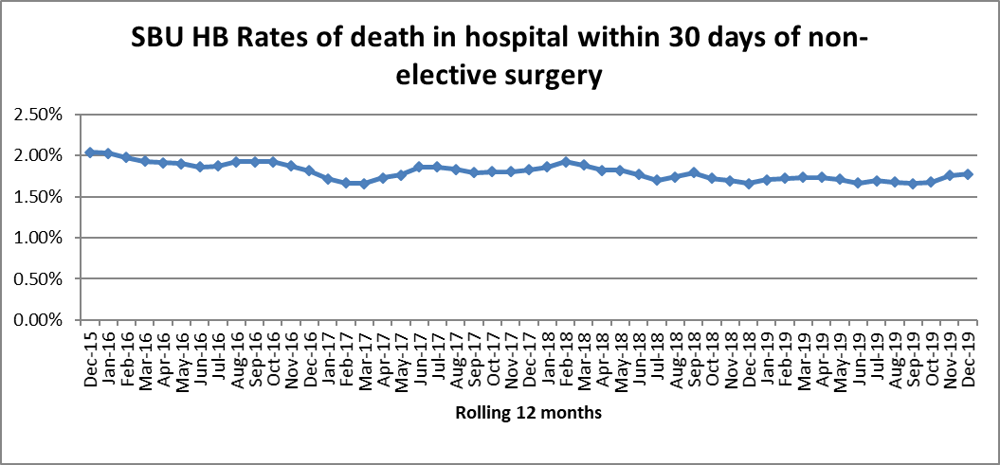 SBU HB Rates of death in hospital within 30 days of non-
elective surgery
2.50%
2.00%
1.50%
1.00%
0.50%
0.00%
Dec-15
Jan-16
Feb-16
Mar-16
Apr-16
May-16
Jun-16
Jul-16
Aug-16
Sep-16
Oct-16
Nov-16
Dec-16
Jan-17
Feb-17
Mar-17
Apr-17
May-17
Jun-17
Jul-17
Aug-17
Sep-17
Oct-17
Nov-17
Dec-17
Jan-18
Feb-18
Mar-18
Apr-18
May-18
Jun-18
Jul-18
Aug-18
Sep-18
Oct-18
Nov-18
Dec-18
Jan-19
Feb-19
Mar-19
Apr-19
May-19
Jun-19
Jul-19
Aug-19
Sep-19
Oct-19
Nov-19
Dec-19
Rolling 12 months